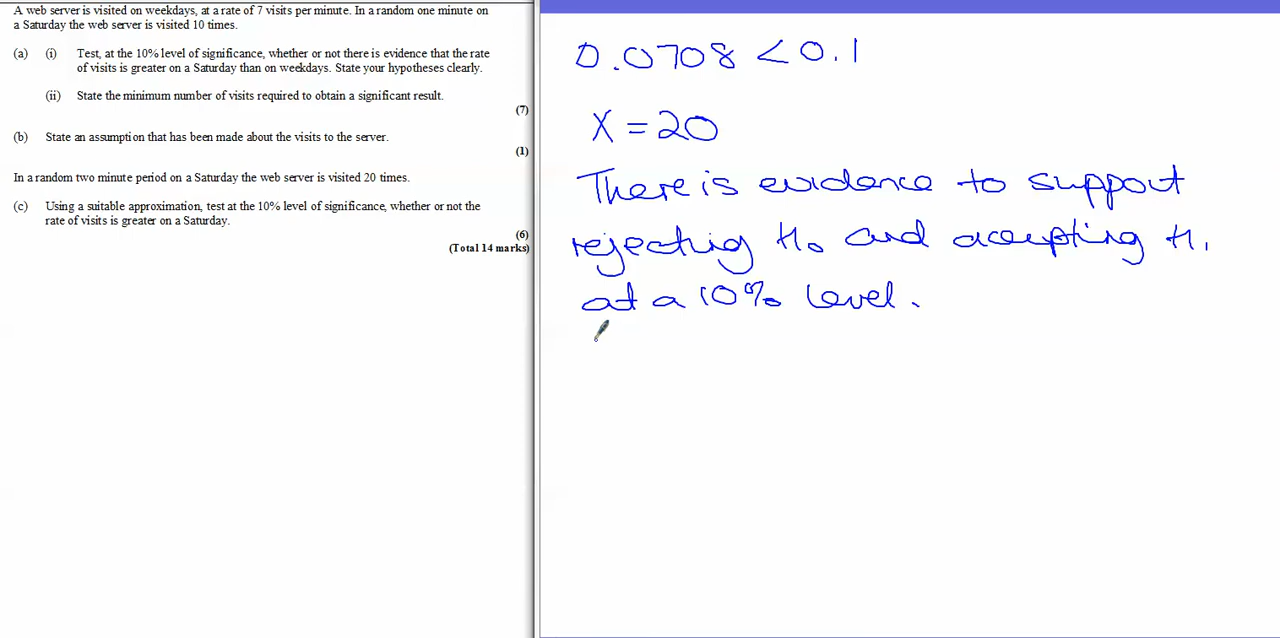 A web server is visited on weekdays, at a rate of 7 visits per minute. In a random one minute on
a Saturday the web server is visited 10 times.
(a) (i) Test, at the 10% level of significance, whether or not there is evidence that the rate
of visits is greater on a Saturday than on weekdays. State your hypotheses clearly.
(ii) State the minimum number of visits required to obtain a significant result.
(7)
(b) State an assumption that has been made about the visits to the server.
(1)
In a random two minute period on a Saturday the web server is visited 20 times.
(c) Using a suitable approximation, test at the 10% level of significance, whether or not the
rate of visits is greater on a Saturday.
(6)
(Total 14 marks)
0.0708 < 0.1
X = 20
There is evidence to support
rejecting H₀ and accepting H₁
at a 10% level.